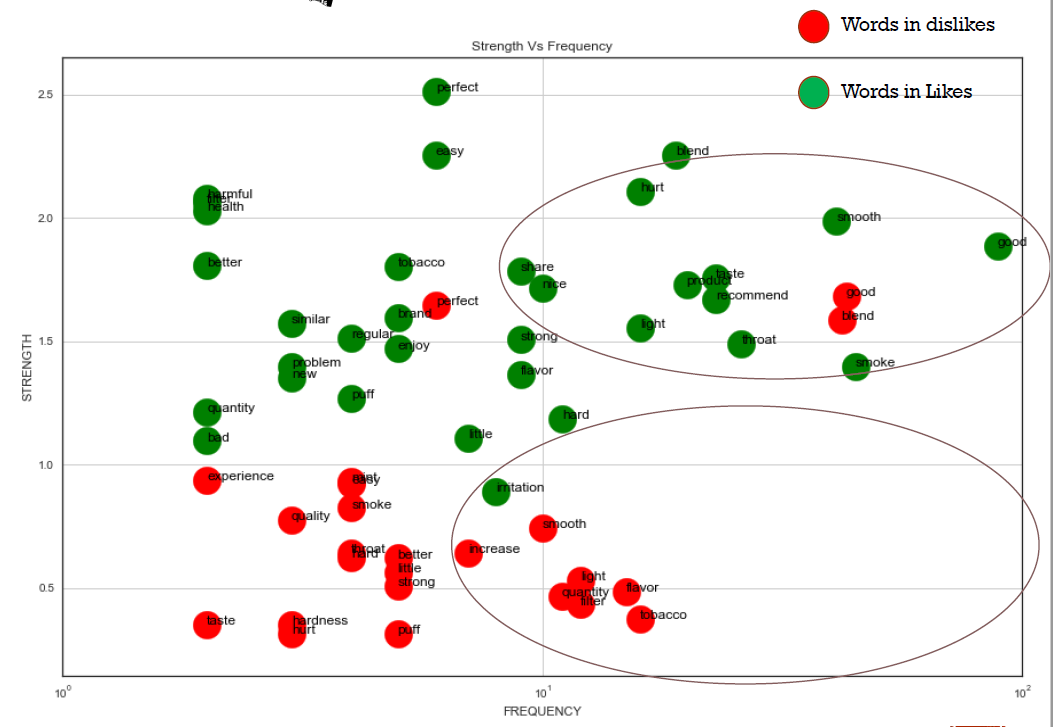 Words in dislikes
Strength Vs Frequency
Words in Likes
2.5
perfect
easy
blend
harmful
health
hurt
2.0
smooth
good
better
tobacco
share
taste
nice
product
recommend
good
perfect
brand
blend
similar
light
regular
strong
throat
1.5
enjoy
problem
new
flavor
smoke
puff
quantity
hard
bad
little
1.0
experience
mint
easy
irritation
smoke
quality
smooth
throat
hard
increase
better
little
strong
light
0.5
quantity
filter
flavor
taste
hardness
hurt
puff
tobacco
STRENGTH
10⁰
10¹
10²
FREQUENCY